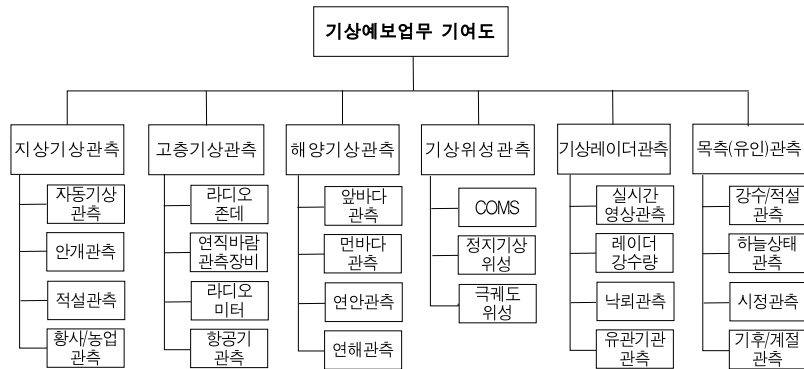 기상예보업무 기여도
지상기상관측
고층기상관측
해양기상관측
기상위성관측
기상레이더관측
목측(유인)관측
자동기상
관측
안개관측
적설관측
황사/농업
관측
라디오
존데
연직바람
관측장비
라디오
미터
항공기
관측
앞바다
관측
먼바다
관측
연안관측
연해관측
COMS
정지기상
위성
극궤도
위성
실시간
영상관측
레이더
강수량
낙뢰관측
유관기관
관측
강수/적설
관측
하늘상태
관측
시정관측
기후/계절
관측